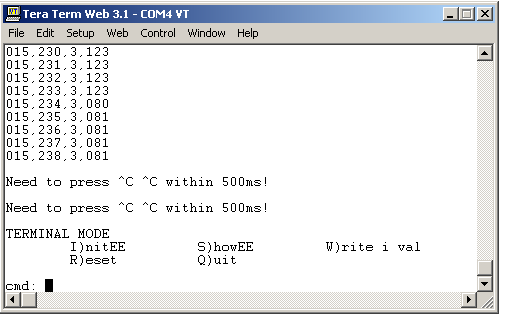 Tera Term Web 3.1 - COM4 VT
File Edit Setup Web Control Window Help
015,230,3,123
015,231,3,123
015,232,3,123
015,233,3,123
015,234,3,080
015,235,3,081
015,236,3,081
015,237,3,081
015,238,3,081
Need to press ^C ^C within 500ms!
Need to press ^C ^C within 500ms!
TERMINAL MODE
I)nitEE S)howEE W)rite i val
R)eset Q)uit
cmd: